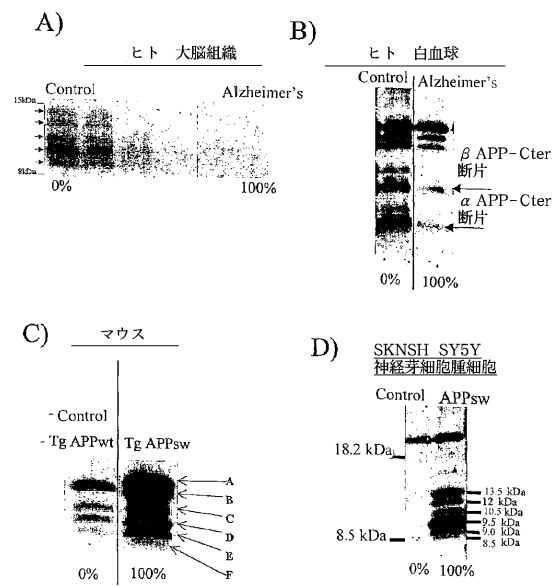 A)
ヒト 大脳組織
Control
Alzheimer's
15kDa
9kDa
0%
100%
B)
ヒト 白血球
Control
Alzheimer's
β APP-Cter
断片
α APP-Cter
断片
0%
100%
C)
マウス
- Control
- Tg APPwt
Tg APPsw
A
B
C
D
E
F
0%
100%
D)
SKNSH SY5Y
神経芽細胞腫細胞
Control
APPsw
18.2 kDa
8.5 kDa
13.5 kDa
12 kDa
10.5 kDa
9.5 kDa
9.0 kDa
8.5 kDa
0%
100%